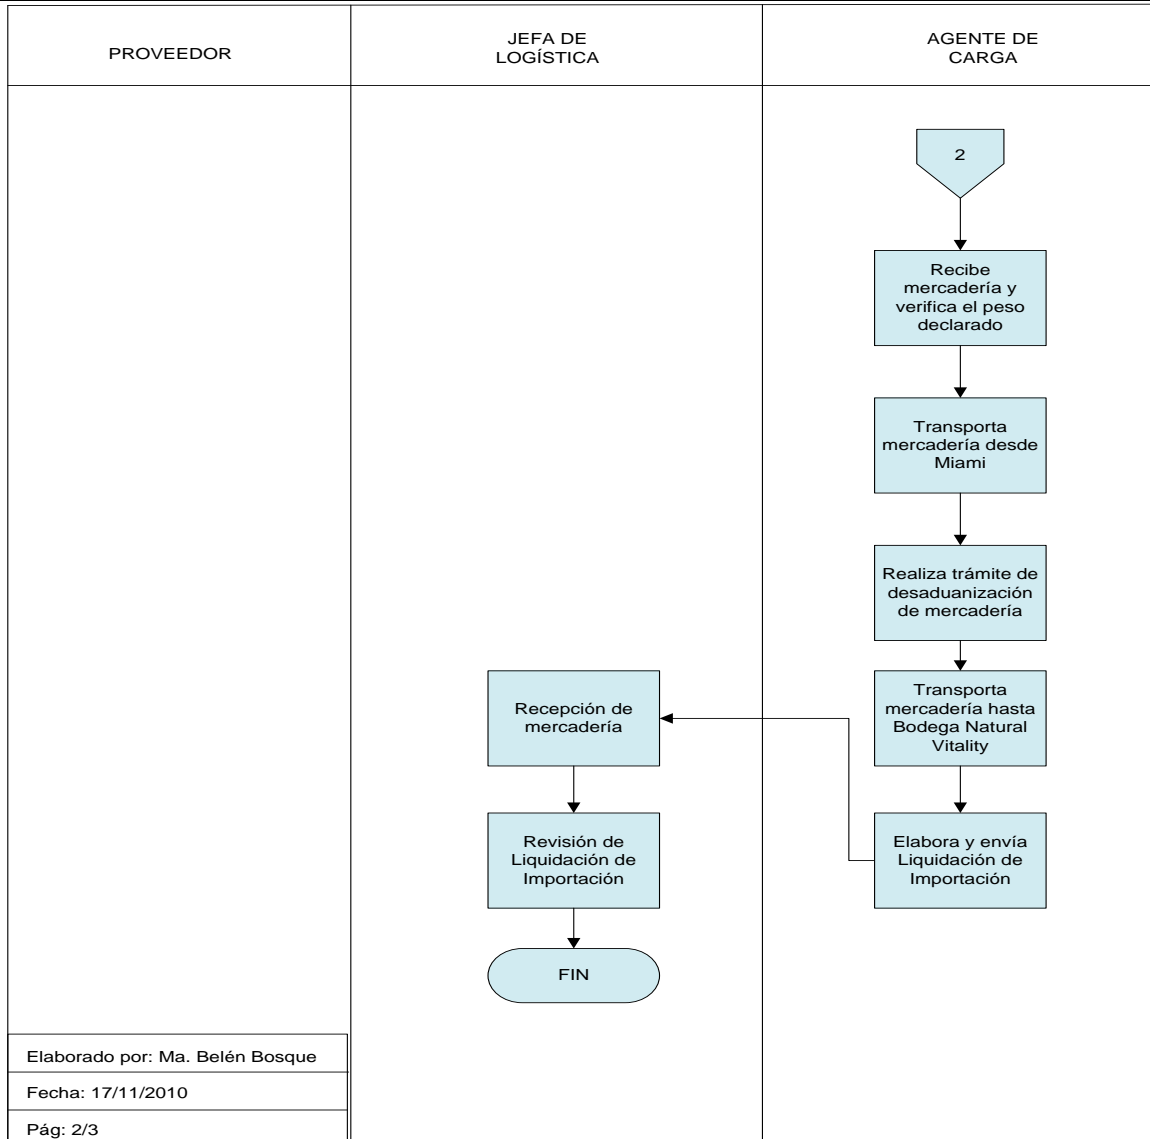 PROVEEDOR
JEFA DE
LOGÍSTICA
AGENTE DE
CARGA
2
Recibe
mercadería y
verifica el peso
declarado
Transporta
mercadería desde
Miami
Realiza trámite de
desaduanización
de mercadería
Transporta
mercadería hasta
Bodega Natural
Vitality
Elabora y envía
Liquidación de
Importación
Recepción de
mercadería
Revisión de
Liquidación de
Importación
FIN
Elaborado por: Ma. Belén Bosque
Fecha: 17/11/2010
Pág: 2/3